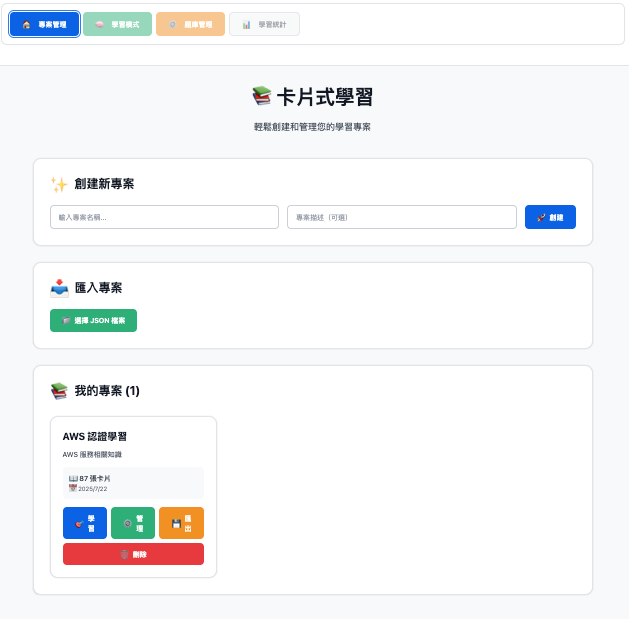 專案管理
學習模式
題庫管理
學習統計
卡片式學習
輕鬆創建和管理您的學習專案
創建新專案
輸入專案名稱...
專案描述（可選）
創建
匯入專案
選擇 JSON 檔案
我的專案 (1)
AWS 認證學習
AWS 服務相關知識
87 張卡片
2025/7/22
學習
管理
匯出
刪除